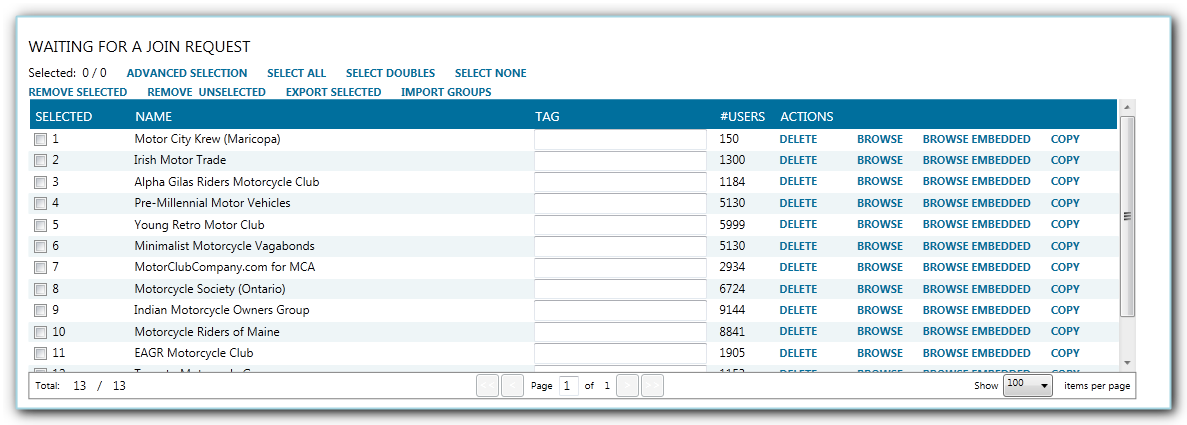 WAITING FOR A JOIN REQUEST
Selected: 0 / 0 ADVANCED SELECTION SELECT ALL SELECT DOUBLES SELECT NONE
REMOVE SELECTED REMOVE UNSELECTED EXPORT SELECTED IMPORT GROUPS
SELECTED NAME TAG #USERS ACTIONS
1 Motor City Krew (Maricopa) 150 DELETE BROWSE BROWSE EMBEDDED COPY
2 Irish Motor Trade 1300 DELETE BROWSE BROWSE EMBEDDED COPY
3 Alpha Gilas Riders Motorcycle Club 1184 DELETE BROWSE BROWSE EMBEDDED COPY
4 Pre-Millennial Motor Vehicles 5130 DELETE BROWSE BROWSE EMBEDDED COPY
5 Young Retro Motor Club 5999 DELETE BROWSE BROWSE EMBEDDED COPY
6 Minimalist Motorcycle Vagabonds 5130 DELETE BROWSE BROWSE EMBEDDED COPY
7 MotorClubCompany.com for MCA 2934 DELETE BROWSE BROWSE EMBEDDED COPY
8 Motorcycle Society (Ontario) 6724 DELETE BROWSE BROWSE EMBEDDED COPY
9 Indian Motorcycle Owners Group 9144 DELETE BROWSE BROWSE EMBEDDED COPY
10 Motorcycle Riders of Maine 8841 DELETE BROWSE BROWSE EMBEDDED COPY
11 EAGR Motorcycle Club 1905 DELETE BROWSE BROWSE EMBEDDED COPY
DELETE BROWSE BROWSE EMBEDDED COPY
Total: 13 / 13 << < Page 1 of 1 > >> Show 100 items per page